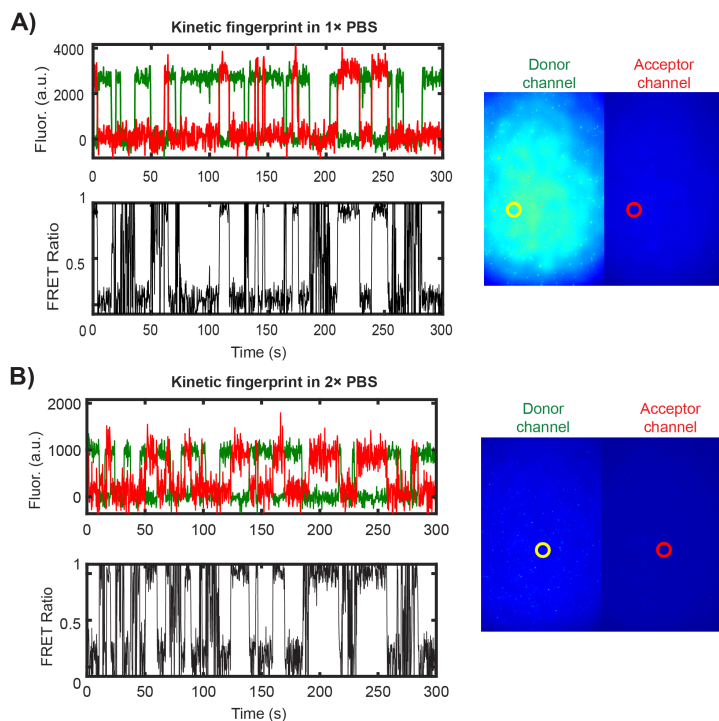 A)
Kinetic fingerprint in 1× PBS
4000
2000
0
Fluor. (a.u.)
0 50 100 150 200 250 300
1
0.5
0
FRET Ratio
0 50 100 150 200 250 300
Time (s)
Donor channel
Acceptor channel
B)
Kinetic fingerprint in 2× PBS
2000
1000
0
Fluor. (a.u.)
0 50 100 150 200 250 300
1
0.5
0
FRET Ratio
0 50 100 150 200 250 300
Time (s)
Donor channel
Acceptor channel